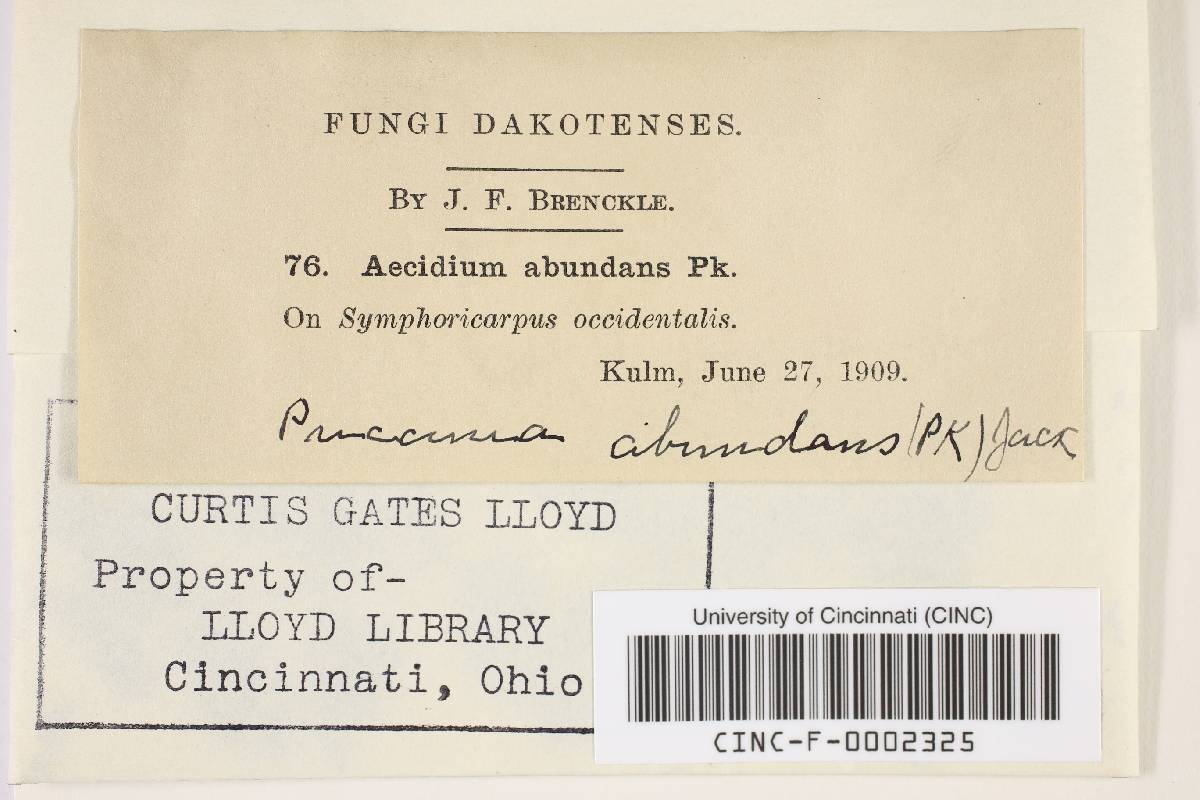 FUNGI DAKOTENSES.
BY J. F. BRENCKLE.
76. Aecidium abundans Pk.
On Symphoricarpus occidentalis.
Kulm, June 27, 1909.
Puccinia abundans (PK) Jack
CURTIS GATES LLOYD
Property of-
LLOYD LIBRARY
Cincinnati, Ohio
University of Cincinnati (CINC)
CINC-F-0002325